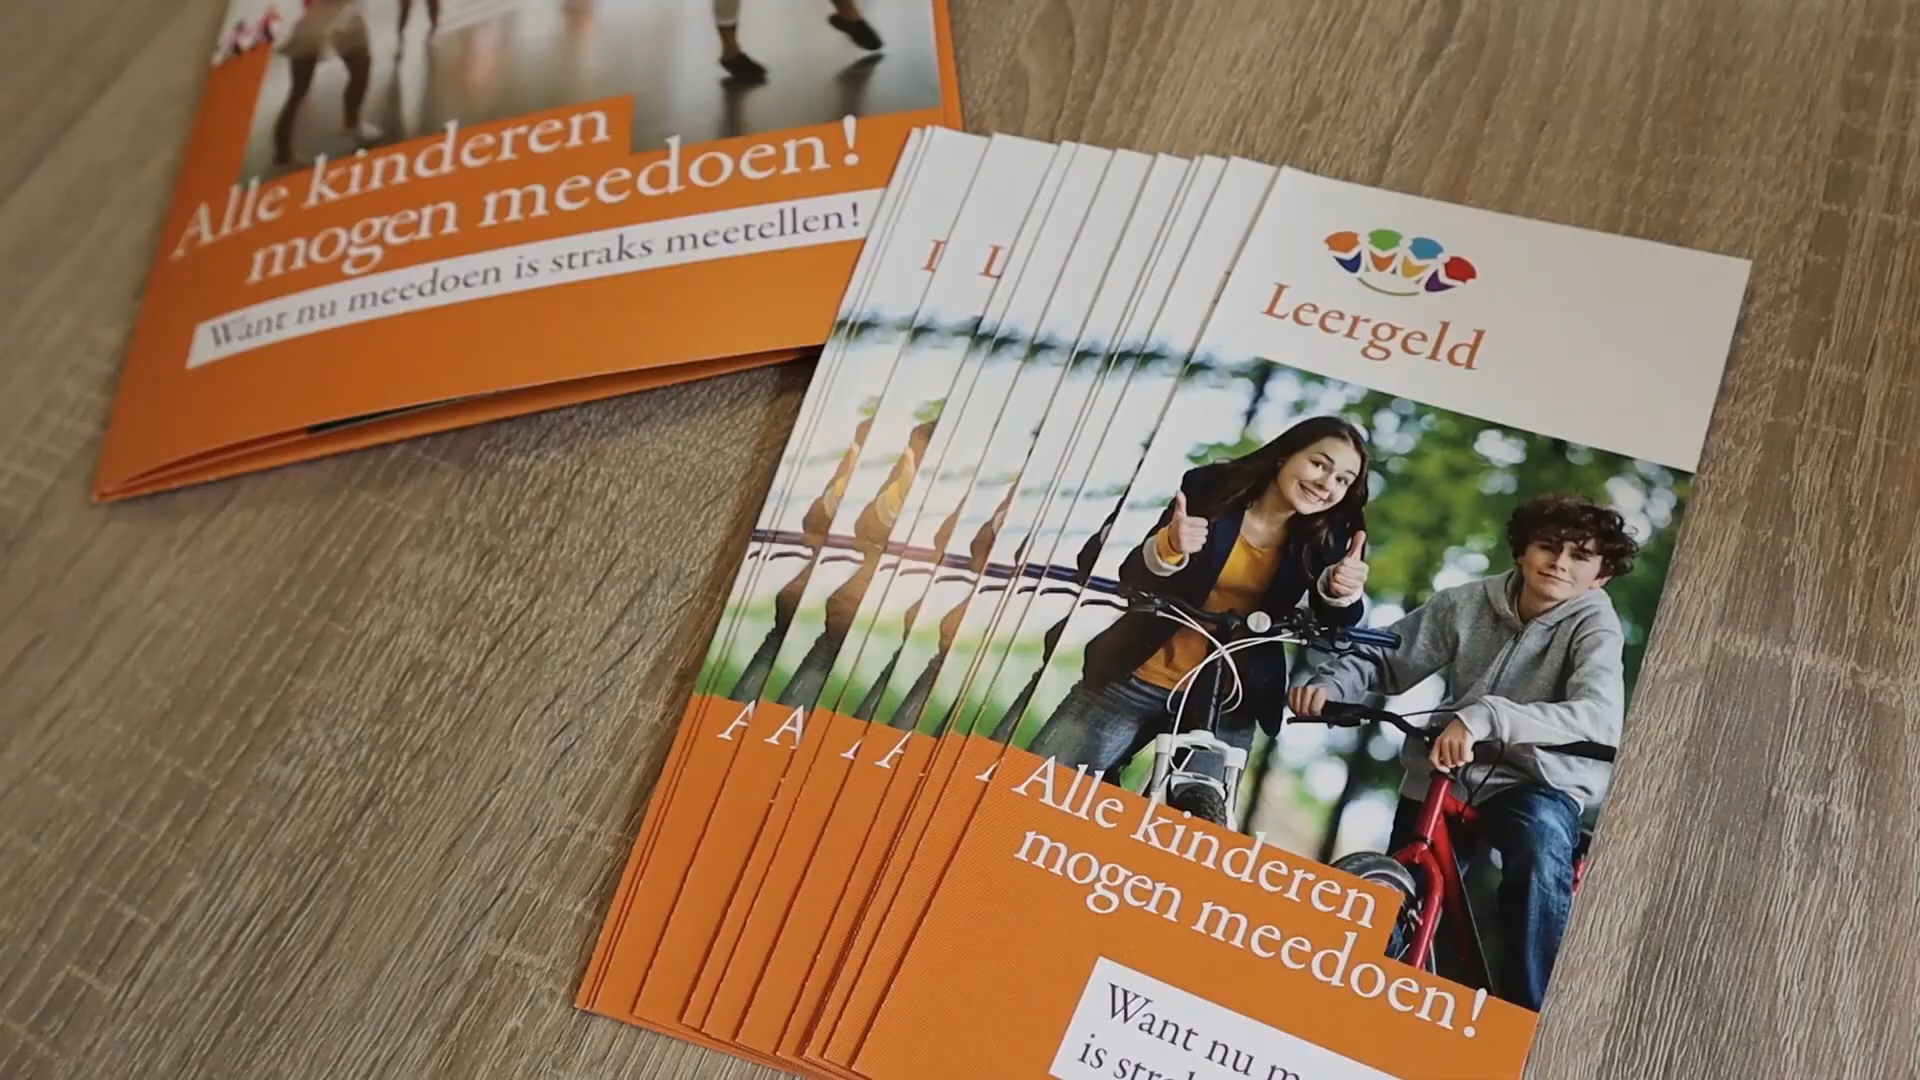 Alle kinderen
mogen meedoen!
Want nu meedoen is straks meetellen!
L
L
Leergeld
A
A
A
A
A
Alle kinderen
mogen meedoen!
Want nu m
is stra